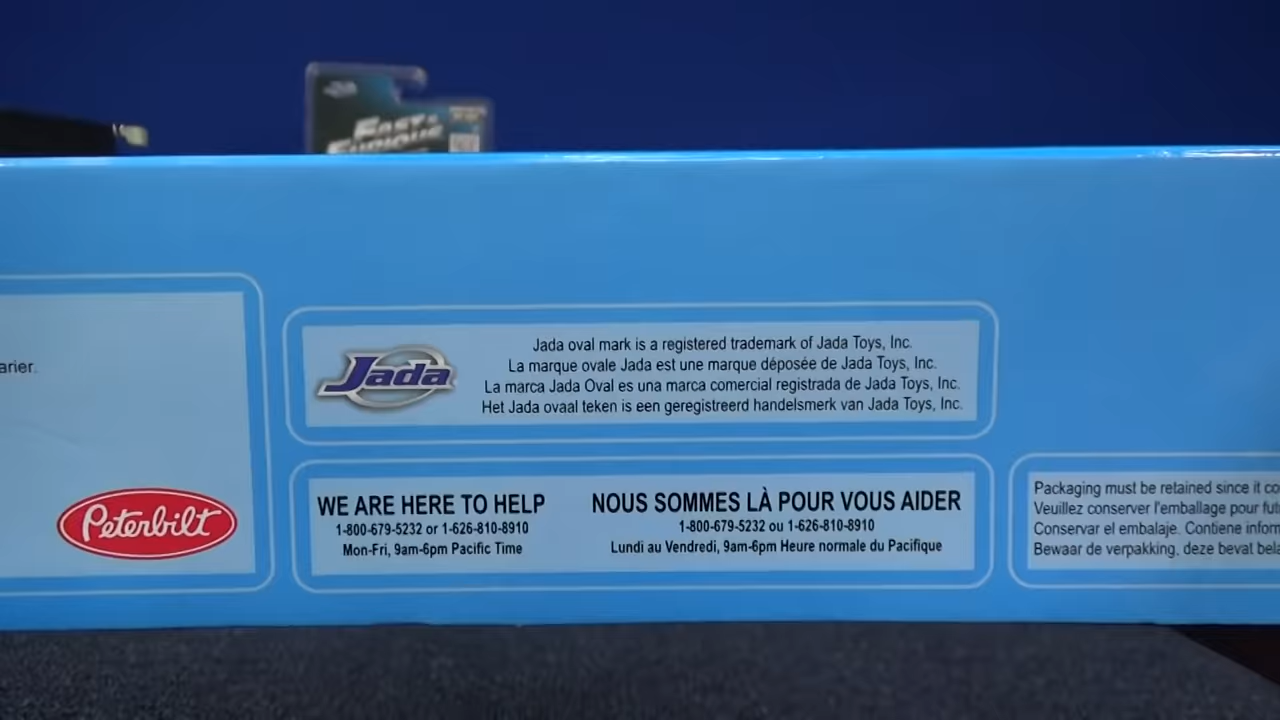 FAST &
FURIOUS
arier.
Peterbilt
Jada
Jada oval mark is a registered trademark of Jada Toys, Inc.
La marque ovale Jada est une marque déposée de Jada Toys, Inc.
La marca Jada Oval es una marca comercial registrada de Jada Toys, Inc.
Het Jada ovaal teken is een geregistreerd handelsmerk van Jada Toys, Inc.
WE ARE HERE TO HELP
1-800-679-5232 or 1-626-810-8910
Mon-Fri, 9am-6pm Pacific Time
NOUS SOMMES LÀ POUR VOUS AIDER
1-800-679-5232 ou 1-626-810-8910
Lundi au Vendredi, 9am-6pm Heure normale du Pacifique
Packaging must be retained since it co
Veuillez conserver l'emballage pour fut
Conservar el embalaje. Contiene inform
Bewaar de verpakking, deze bevat bela